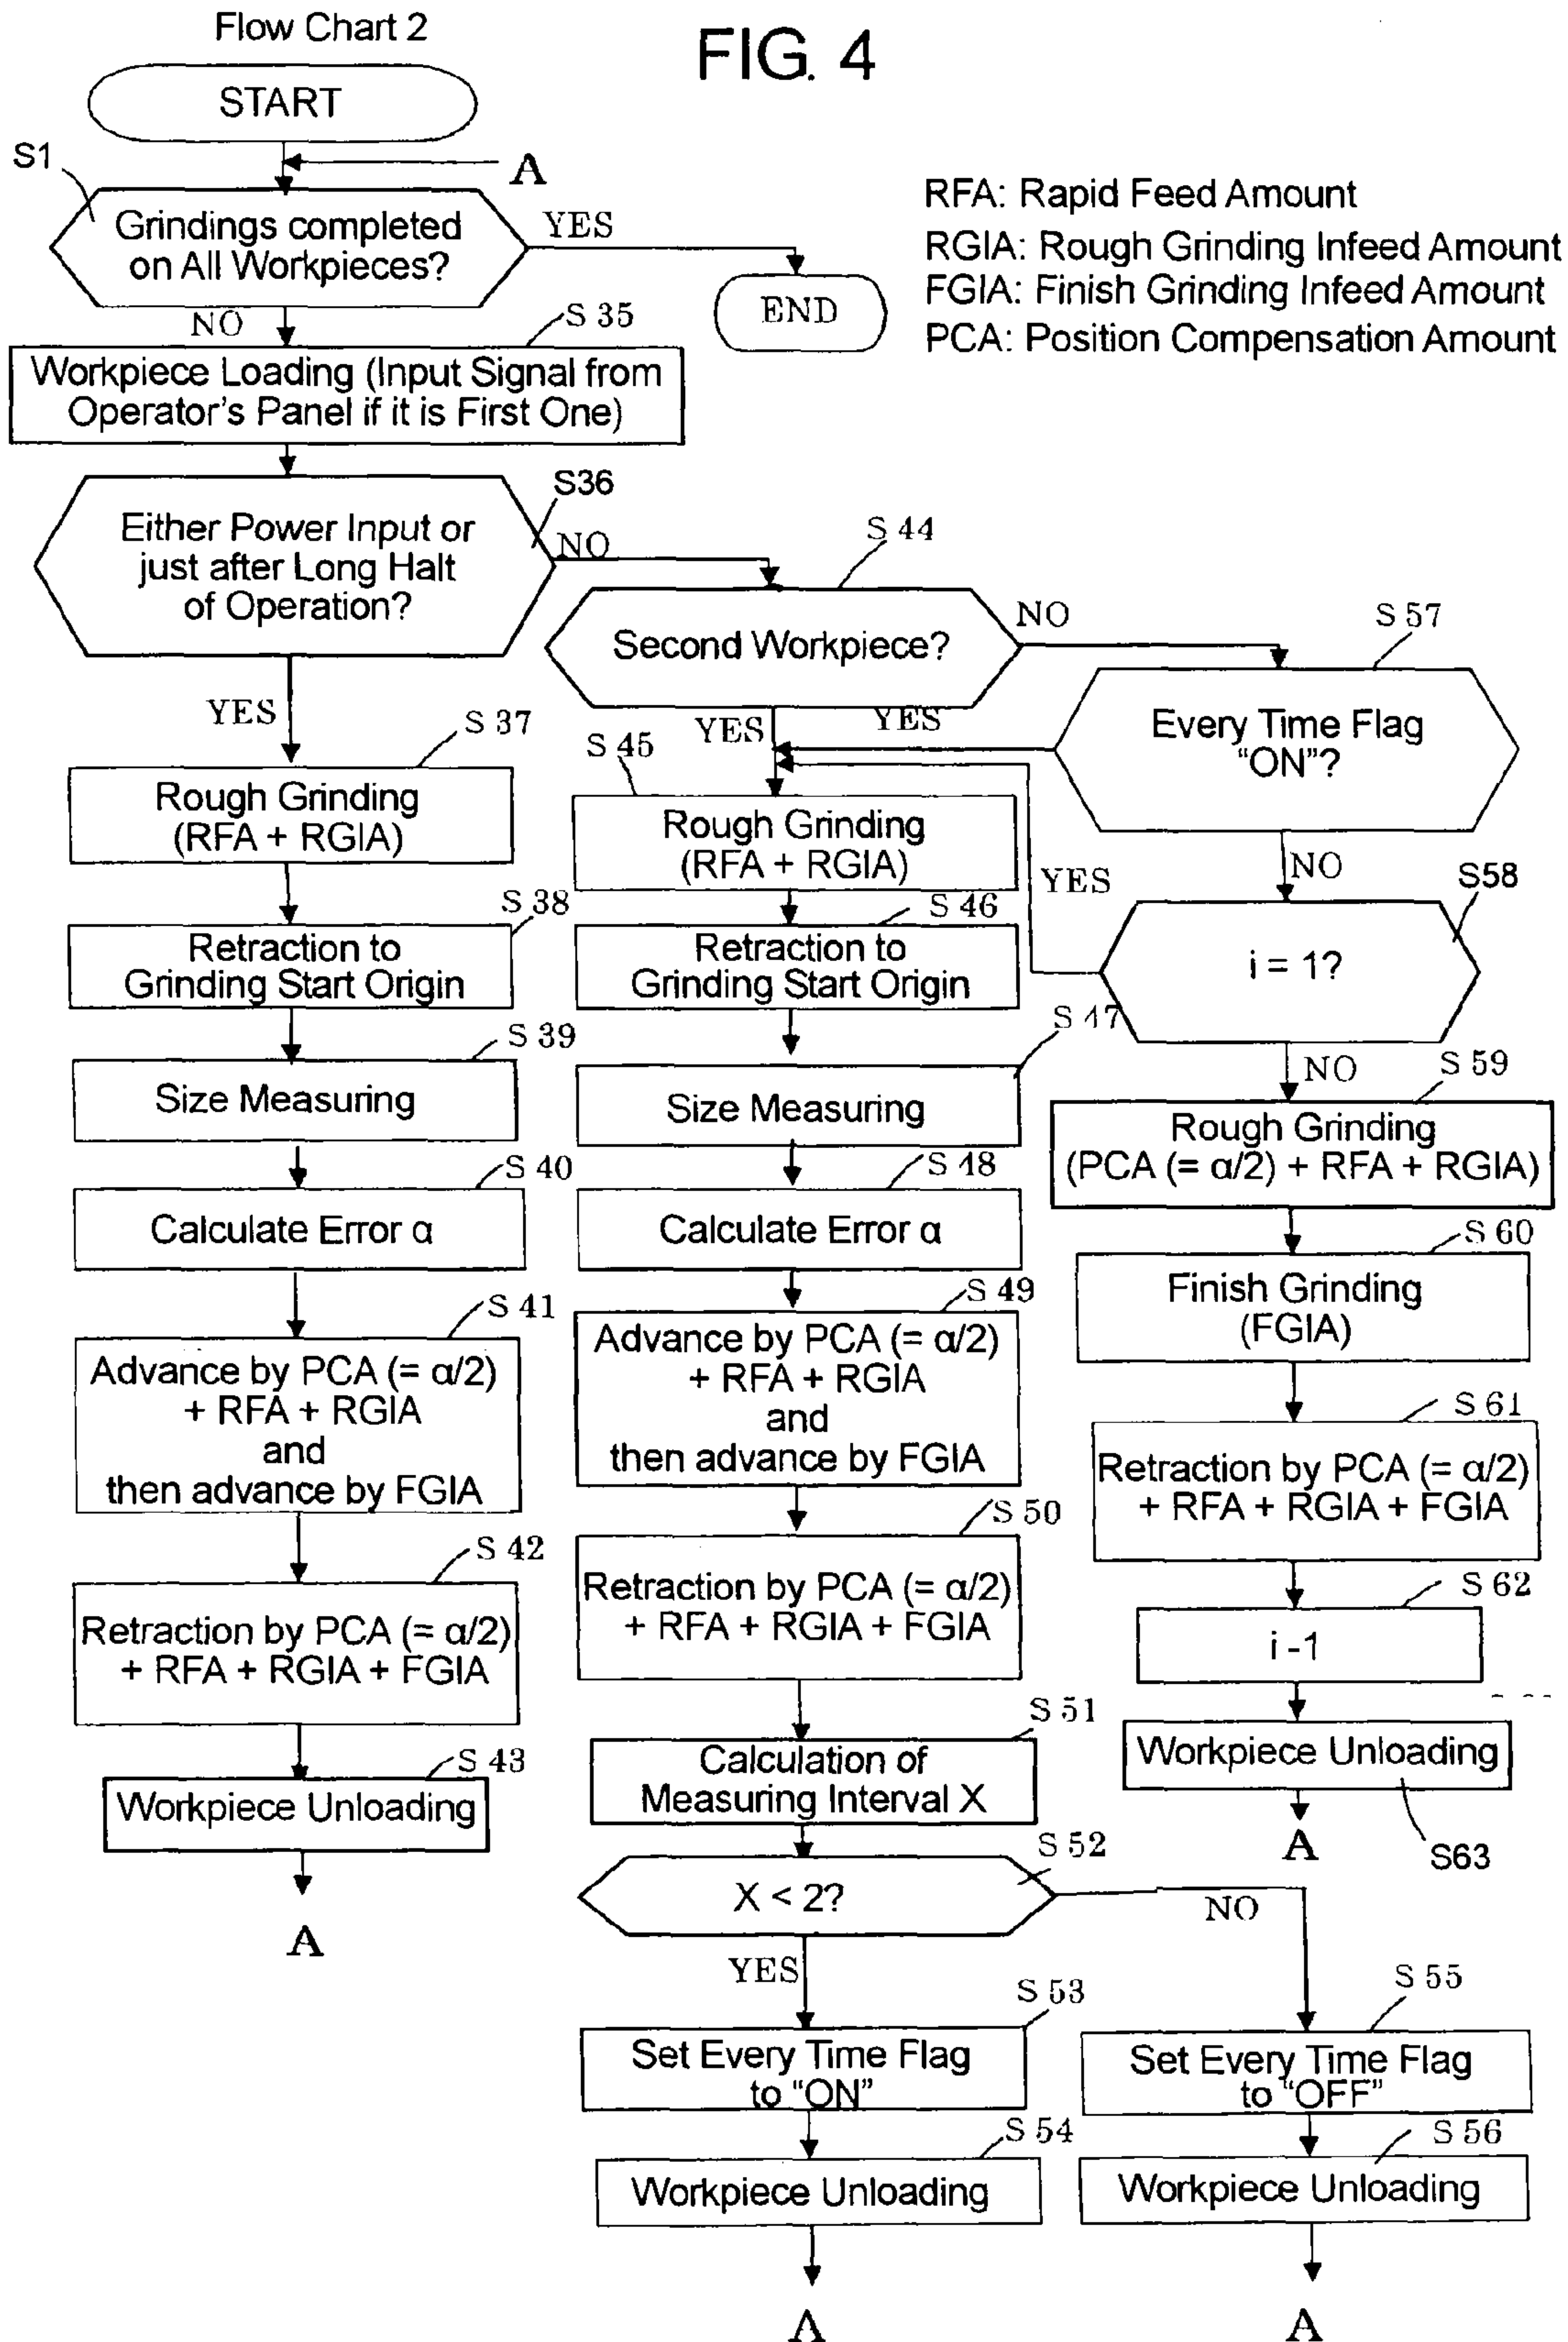 Flow Chart 2
FIG. 4
START
S1
A
Grindings completed
on All Workpieces?
YES
END
NO
RFA: Rapid Feed Amount
RGIA: Rough Grinding Infeed Amount
FGIA: Finish Grinding Infeed Amount
PCA: Position Compensation Amount
S 35
Workpiece Loading (Input Signal from
Operator's Panel if it is First One)
S36
Either Power Input or
just after Long Halt
of Operation?
NO
YES
S 37
Rough Grinding
(RFA + RGIA)
S 38
Retraction to
Grinding Start Origin
S 39
Size Measuring
S 40
Calculate Error α
S 41
Advance by PCA (= α/2)
+ RFA + RGIA
and
then advance by FGIA
S 42
Retraction by PCA (= α/2)
+ RFA + RGIA + FGIA
S 43
Workpiece Unloading
A
S 44
Second Workpiece?
NO
YES
YES
S 45
Rough Grinding
(RFA + RGIA)
S 46
Retraction to
Grinding Start Origin
S 47
Size Measuring
S 48
Calculate Error α
S 49
Advance by PCA (= α/2)
+ RFA + RGIA
and
then advance by FGIA
S 50
Retraction by PCA (= α/2)
+ RFA + RGIA + FGIA
S 51
Calculation of
Measuring Interval X
S 52
X < 2?
NO
YES
S 53
Set Every Time Flag
to "ON"
S 54
Workpiece Unloading
A
S 55
Set Every Time Flag
to "OFF"
S 56
Workpiece Unloading
A
S 57
Every Time Flag
"ON"?
NO
YES
S58
i = 1?
NO
S 59
Rough Grinding
(PCA (= α/2) + RFA + RGIA)
S 60
Finish Grinding
(FGIA)
S 61
Retraction by PCA (= α/2)
+ RFA + RGIA + FGIA
S 62
i -1
Workpiece Unloading
S63
A